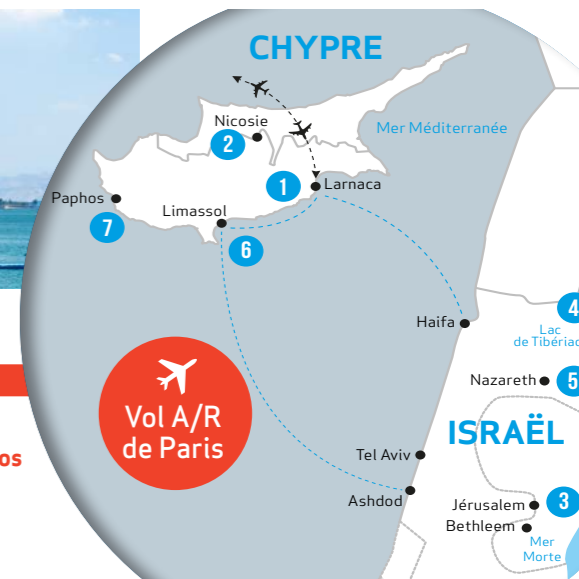 CHYPRE
Nicosie
2
Mer Méditerranée
1
Larnaca
Paphos
Limassol
7
6
Haifa
4
Lac
de Tibériad
Nazareth
5
Vol A/R
de Paris
ISRAËL
os
Tel Aviv
Ashdod
Jérusalem
3
Bethleem
Mer
Morte